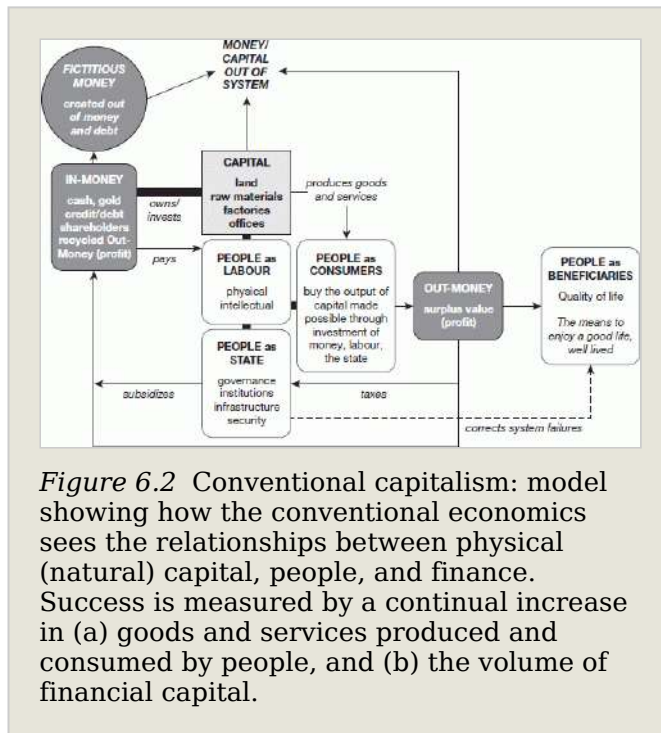 MONEY/
CAPITAL
OUT OF
SYSTEM
FICTITIOUS
MONEY
created out
of money
and debt
IN-MONEY
cash, gold
credit/debt
shareholders
recycled Out-
Money (profit)
owns/
invests
pays
CAPITAL
land
raw materials
factories
offices
produces goods
and services
PEOPLE as
LABOUR
physical
intellectual
PEOPLE as
CONSUMERS
buy the output of
capital made
possible through
investment of
money, labour,
the state
OUT-MONEY
surplus value
(profit)
PEOPLE as
BENEFICIARIES
Quality of life
The means to
enjoy a good life,
well lived
PEOPLE as
STATE
governance
institutions
infrastructure
security
subsidizes
taxes
corrects system failures
Figure 6.2 Conventional capitalism: model
showing how the conventional economics
sees the relationships between physical
(natural) capital, people, and finance.
Success is measured by a continual increase
in (a) goods and services produced and
consumed by people, and (b) the volume of
financial capital.